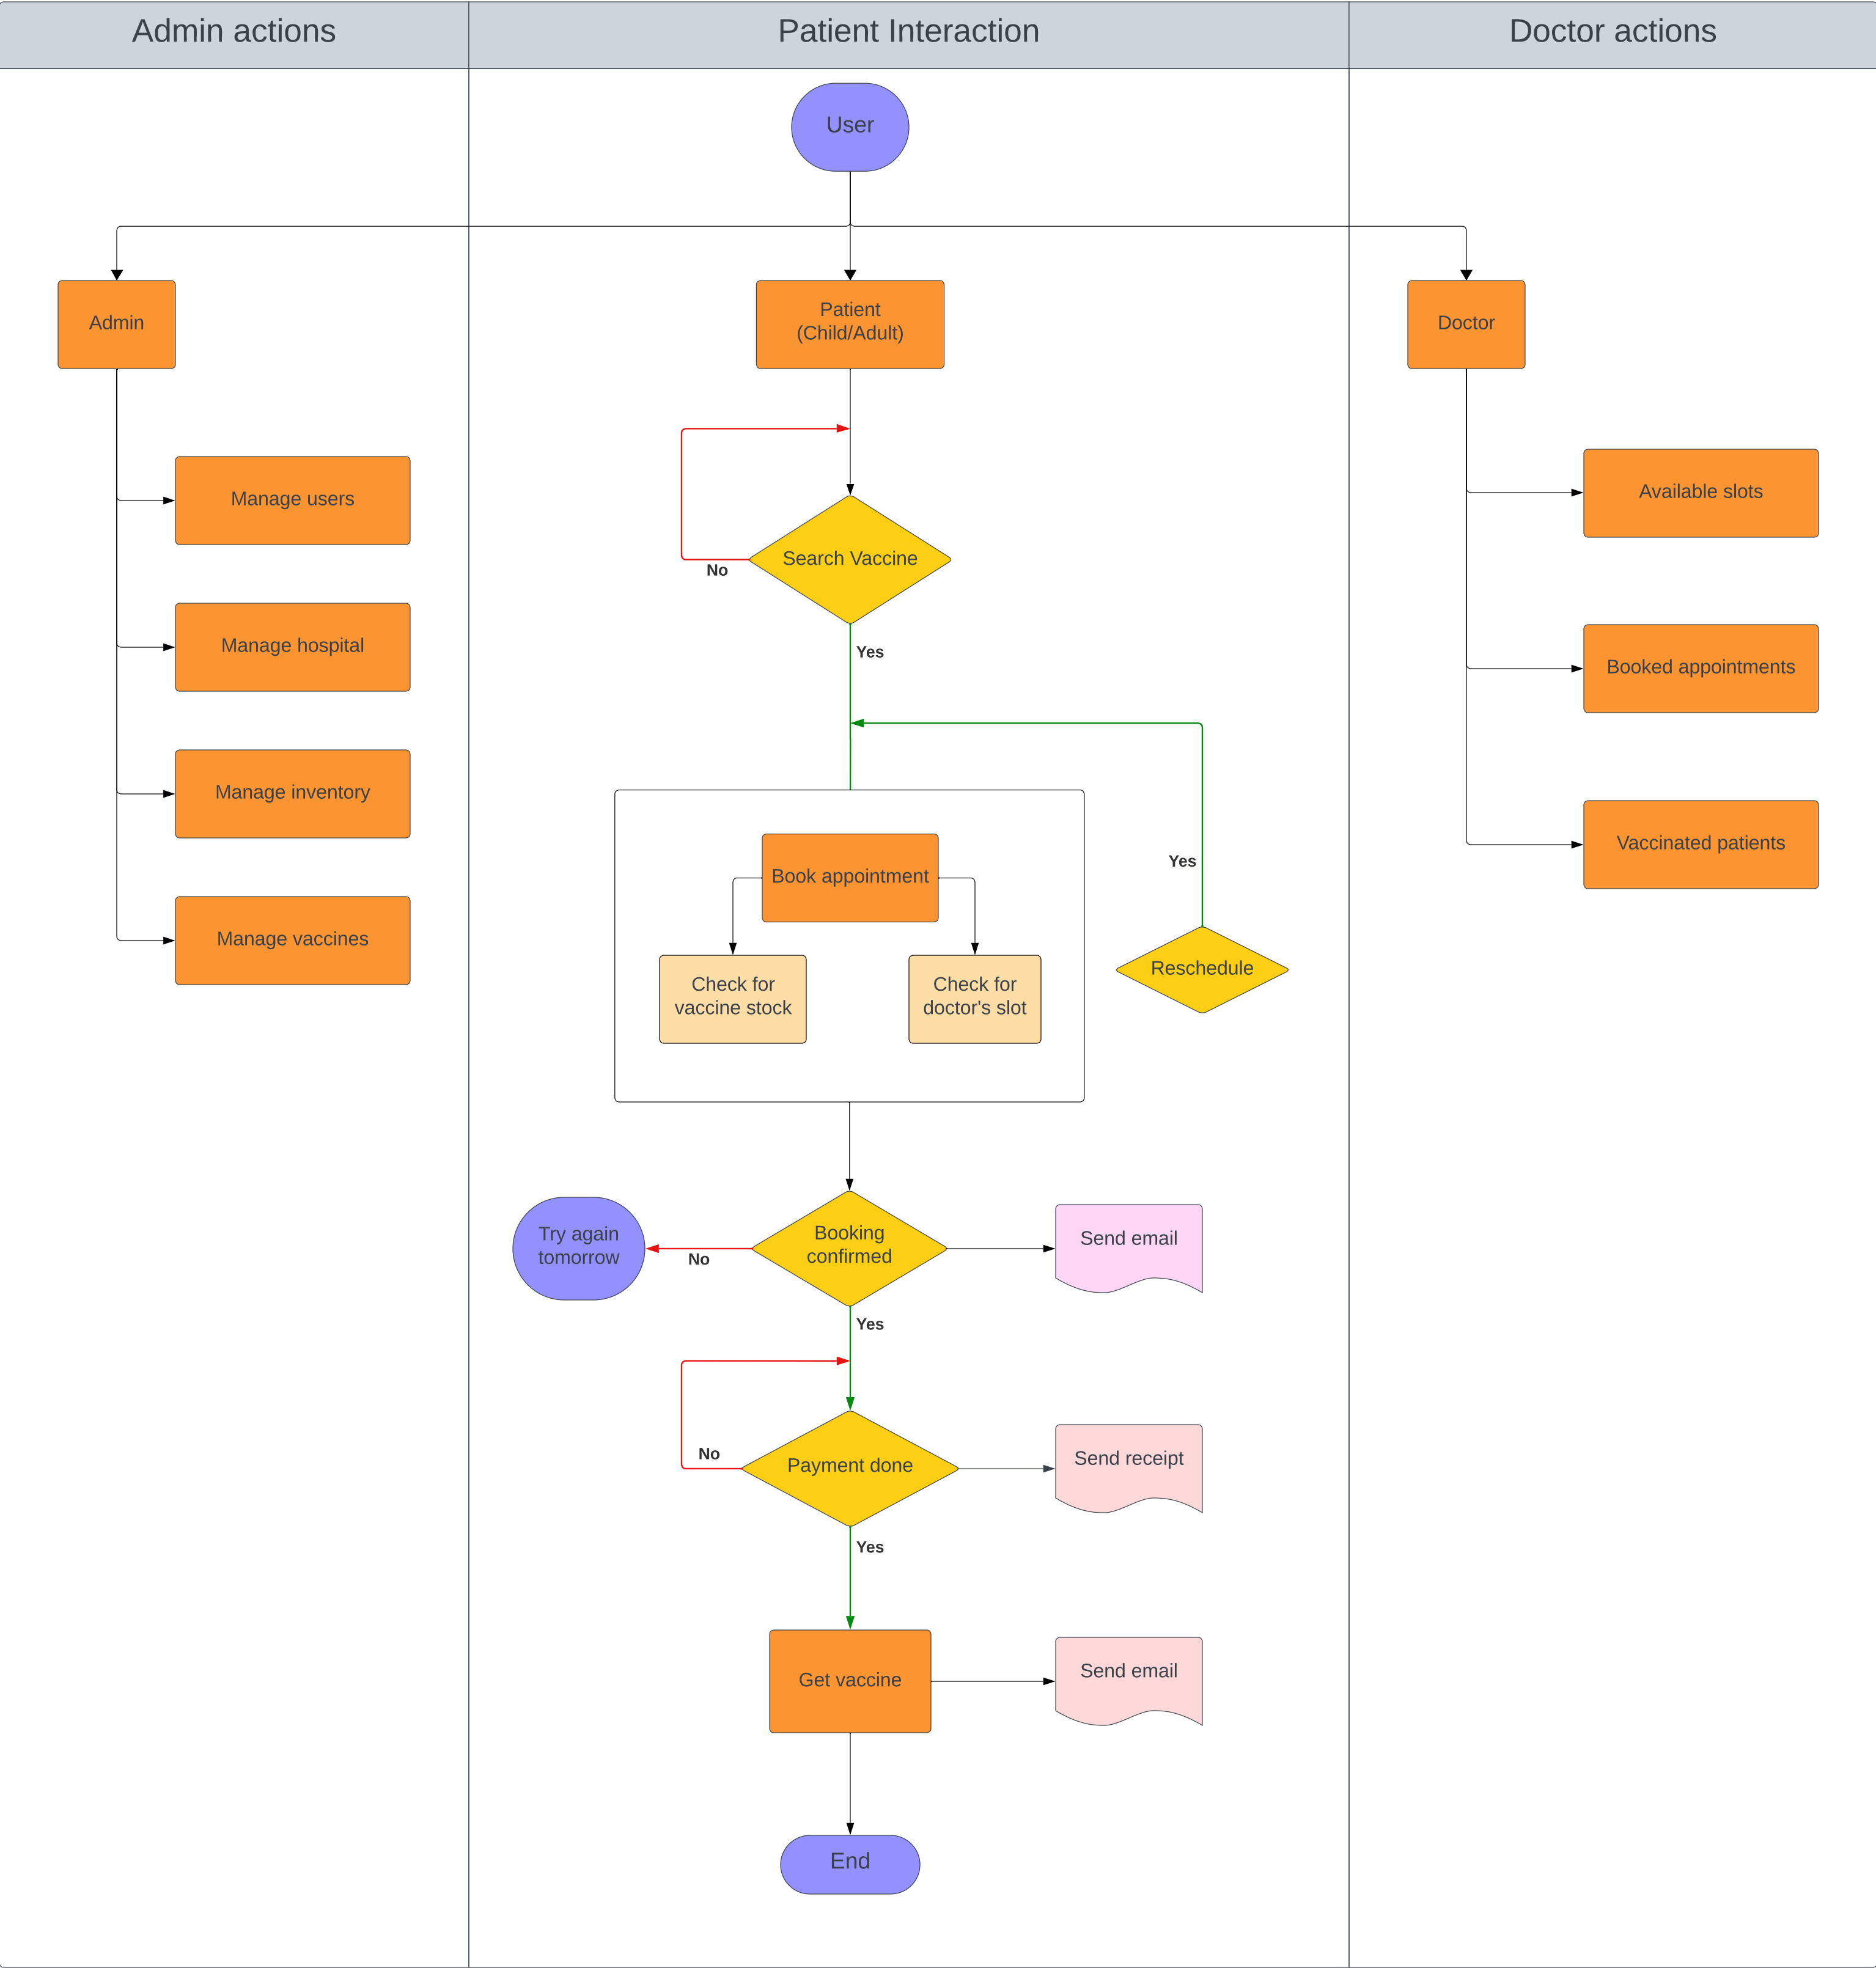 Admin actions
Patient Interaction
Doctor actions
User
Admin
Patient
(Child/Adult)
Doctor
Manage users
Manage hospital
Manage inventory
Manage vaccines
Search Vaccine
No
Yes
Book appointment
Check for
vaccine stock
Check for
doctor's slot
Yes
Reschedule
Booking
confirmed
No
Try again
tomorrow
Send email
Yes
Payment done
No
Send receipt
Yes
Get vaccine
Send email
End
Available slots
Booked appointments
Vaccinated patients